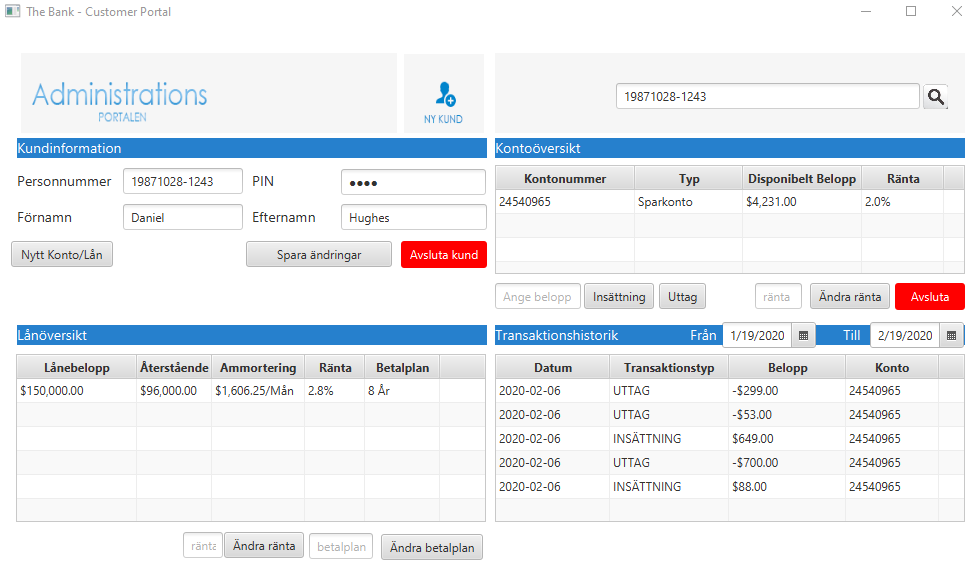 The Bank - Customer Portal
Administrations
PORTALEN
NY KUND
19871028-1243
Kundinformation
Personnummer 19871028-1243 PIN ●●●●
Förnamn Daniel Efternamn Hughes
Nytt Konto/Lån Spara ändringar Avsluta kund
Kontoöversikt
Kontonummer Typ Disponibelt Belopp Ränta
24540965 Sparkonto $4,231.00 2.0%
Ange belopp Insättning Uttag ränta Ändra ränta Avsluta
Lånöversikt
Lånebelopp Återstående Ammortering Ränta Betalplan
$150,000.00 $96,000.00 $1,606.25/Mån 2.8% 8 År
ränta Ändra ränta betalplan Ändra betalplan
Transaktionshistorik Från 1/19/2020 Till 2/19/2020
Datum Transaktionstyp Belopp Konto
2020-02-06 UTTAG -$299.00 24540965
2020-02-06 UTTAG -$53.00 24540965
2020-02-06 INSÄTTNING $649.00 24540965
2020-02-06 UTTAG -$700.00 24540965
2020-02-06 INSÄTTNING $88.00 24540965